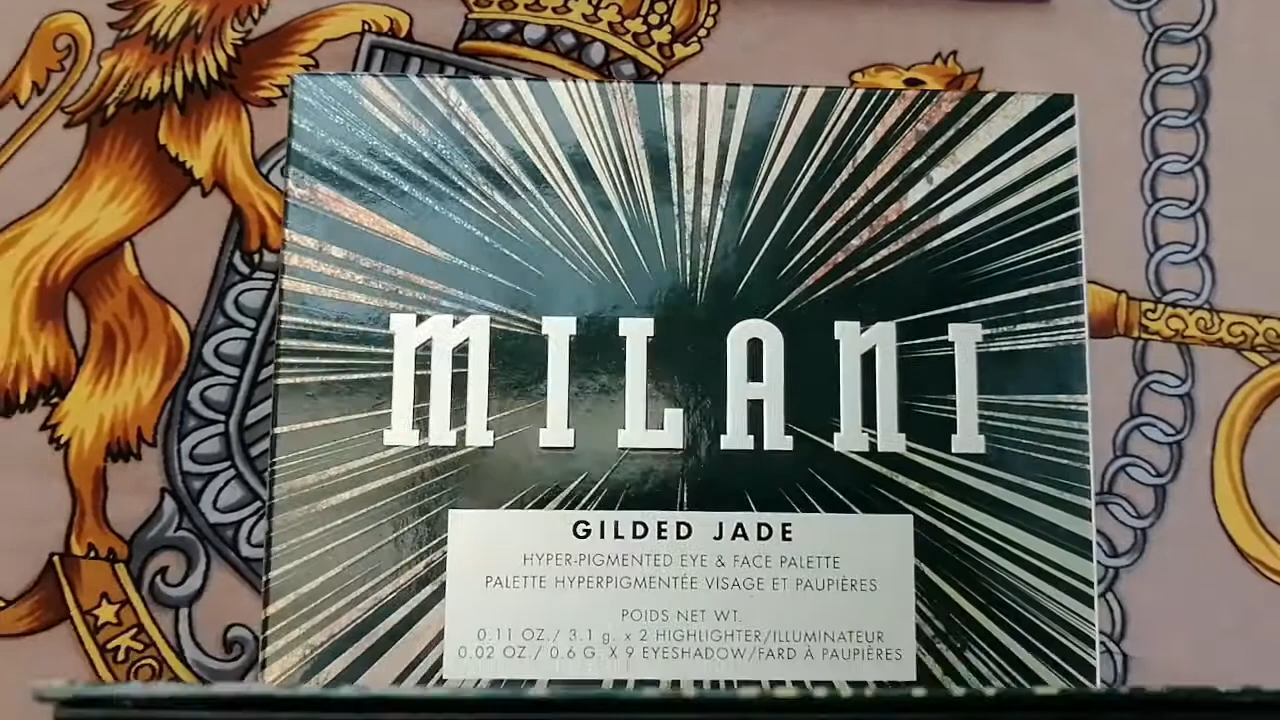 MILANI
GILDED JADE
HYPER-PIGMENTED EYE & FACE PALETTE
PALETTE HYPERPIGMENTÉE VISAGE ET PAUPIÈRES
POIDS NET WT.
0.11 OZ./ 3.1 g. x 2 HIGHLIGHTER/ILLUMINATEUR
0.02 OZ./ 0.6 G. X 9 EYESHADOW/FARD À PAUPIÈRES